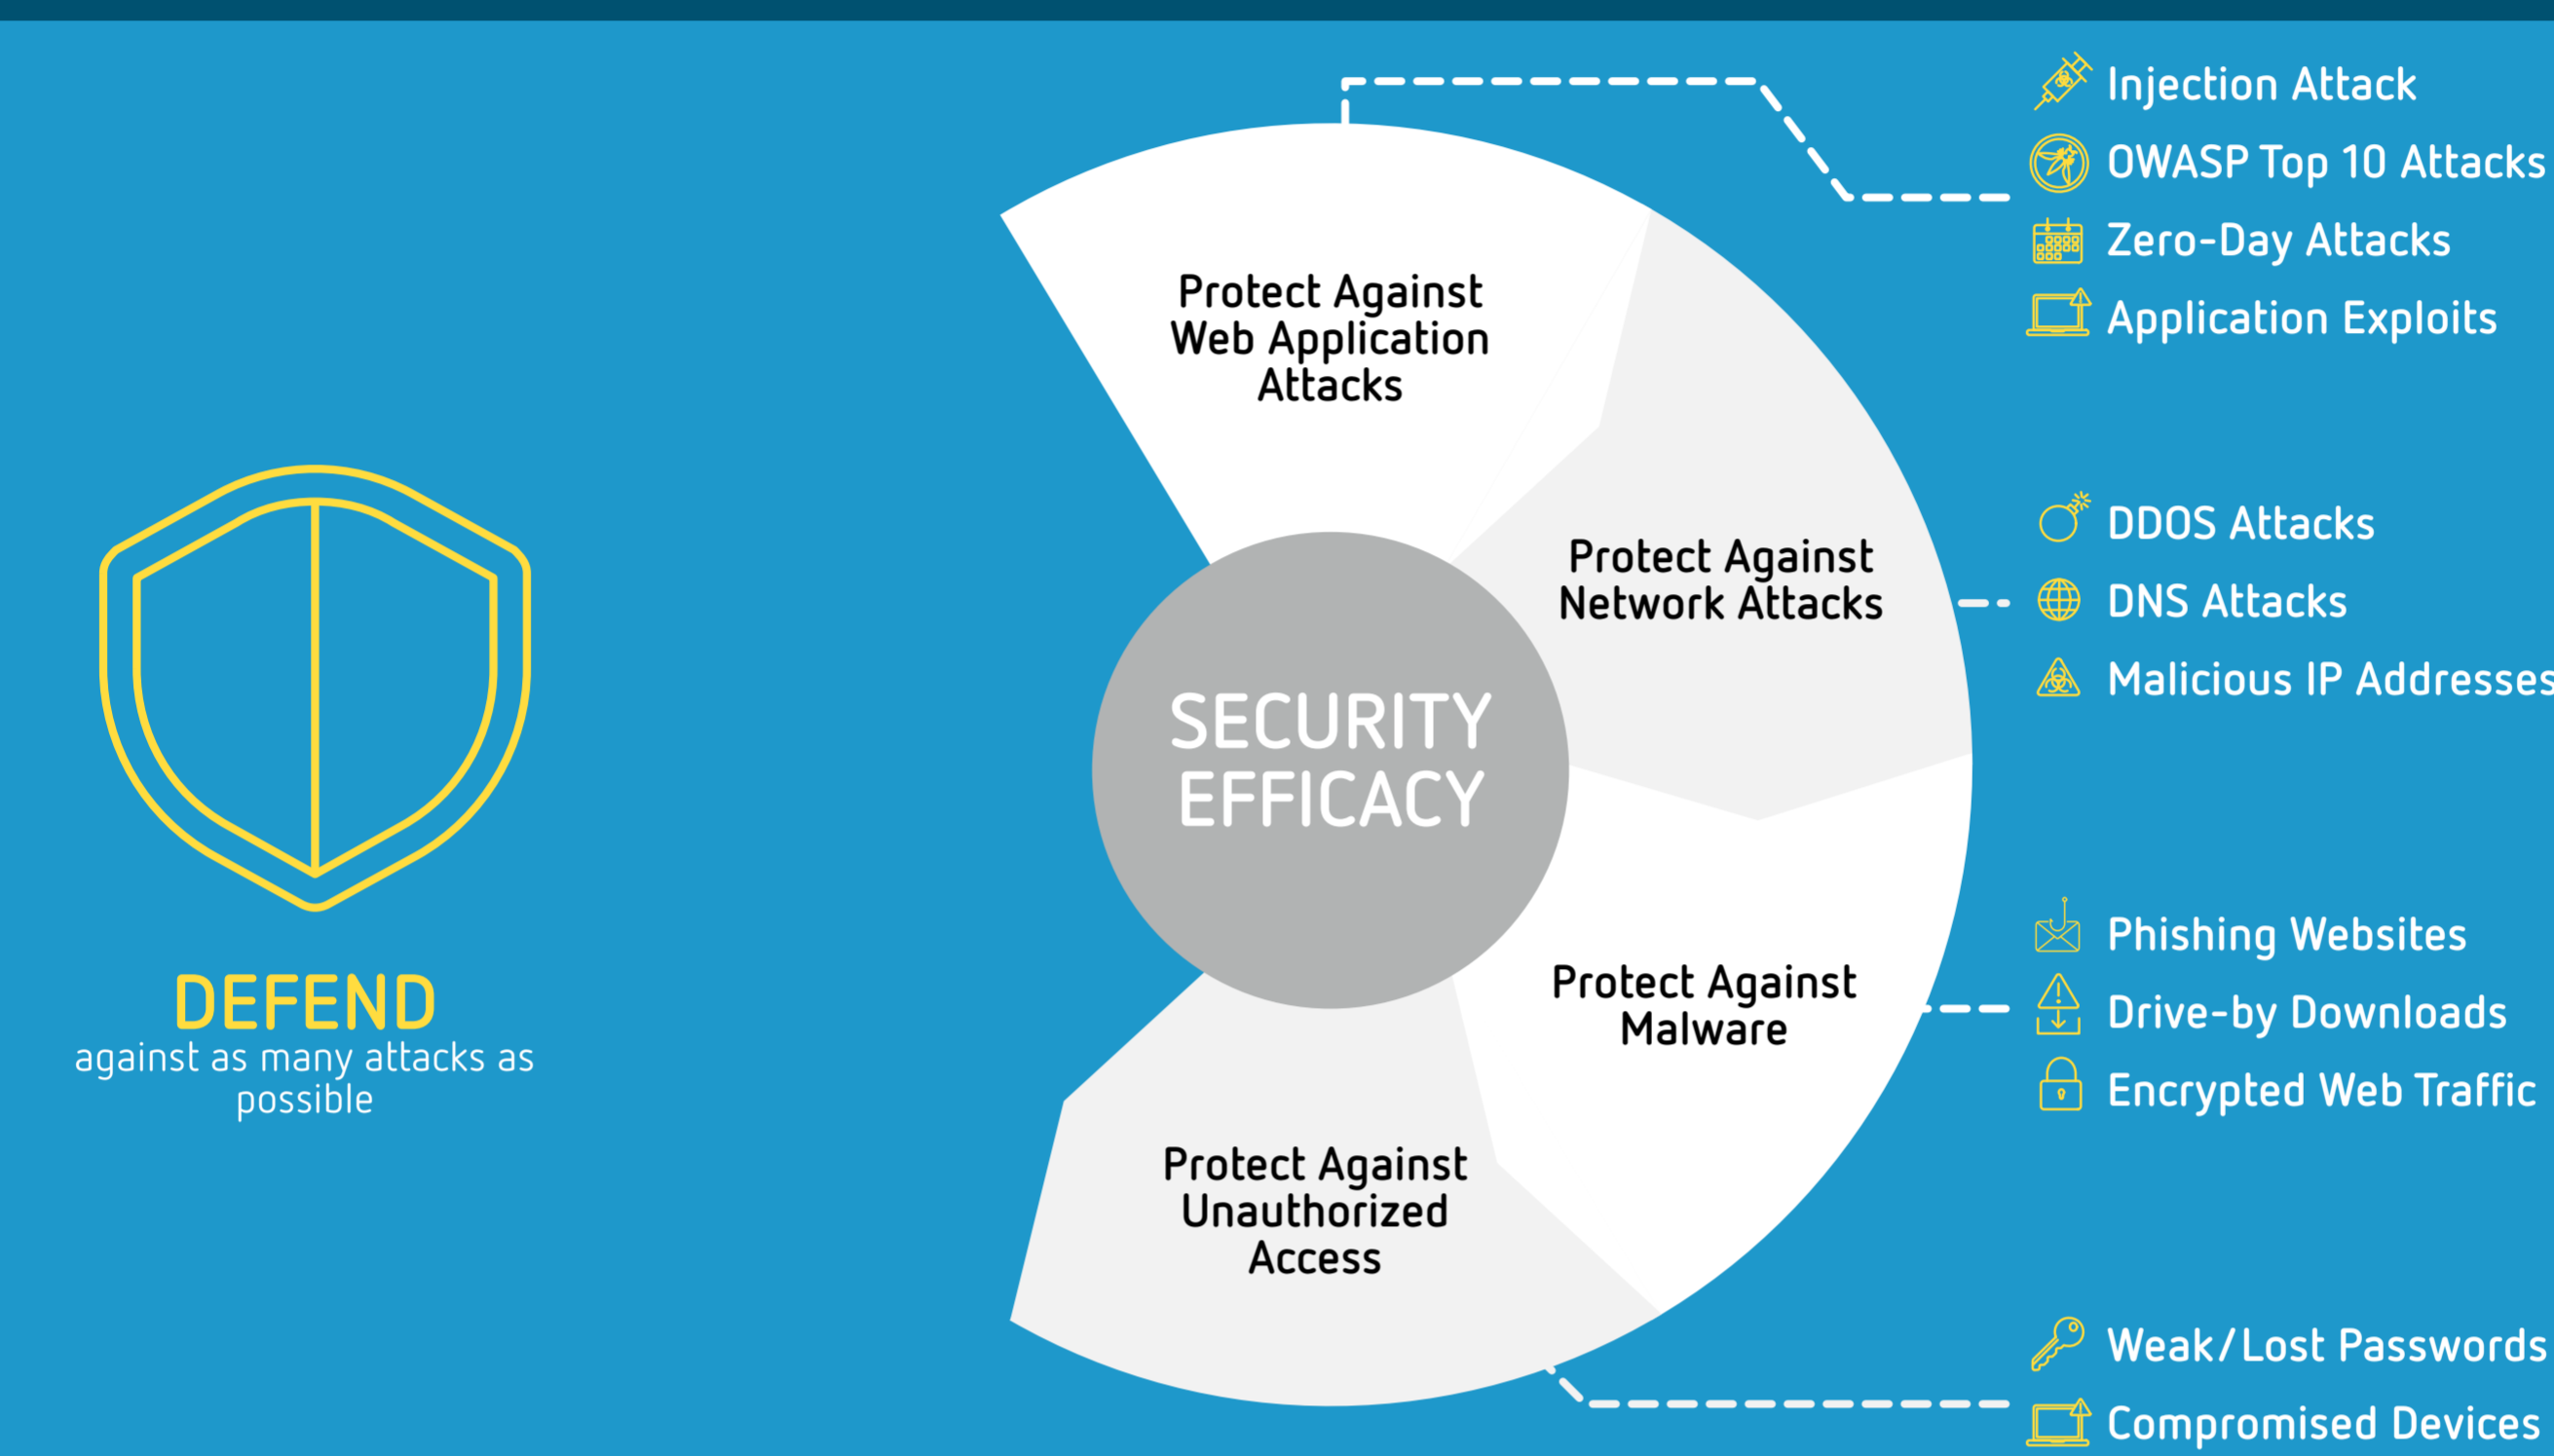 DEFEND
against as many attacks as
possible
SECURITY
EFFICACY
Protect Against
Web Application
Attacks
Injection Attack
OWASP Top 10 Attacks
Zero-Day Attacks
Application Exploits
Protect Against
Network Attacks
DDOS Attacks
DNS Attacks
Malicious IP Addresses
Protect Against
Malware
Phishing Websites
Drive-by Downloads
Encrypted Web Traffic
Protect Against
Unauthorized
Access
Weak/Lost Passwords
Compromised Devices